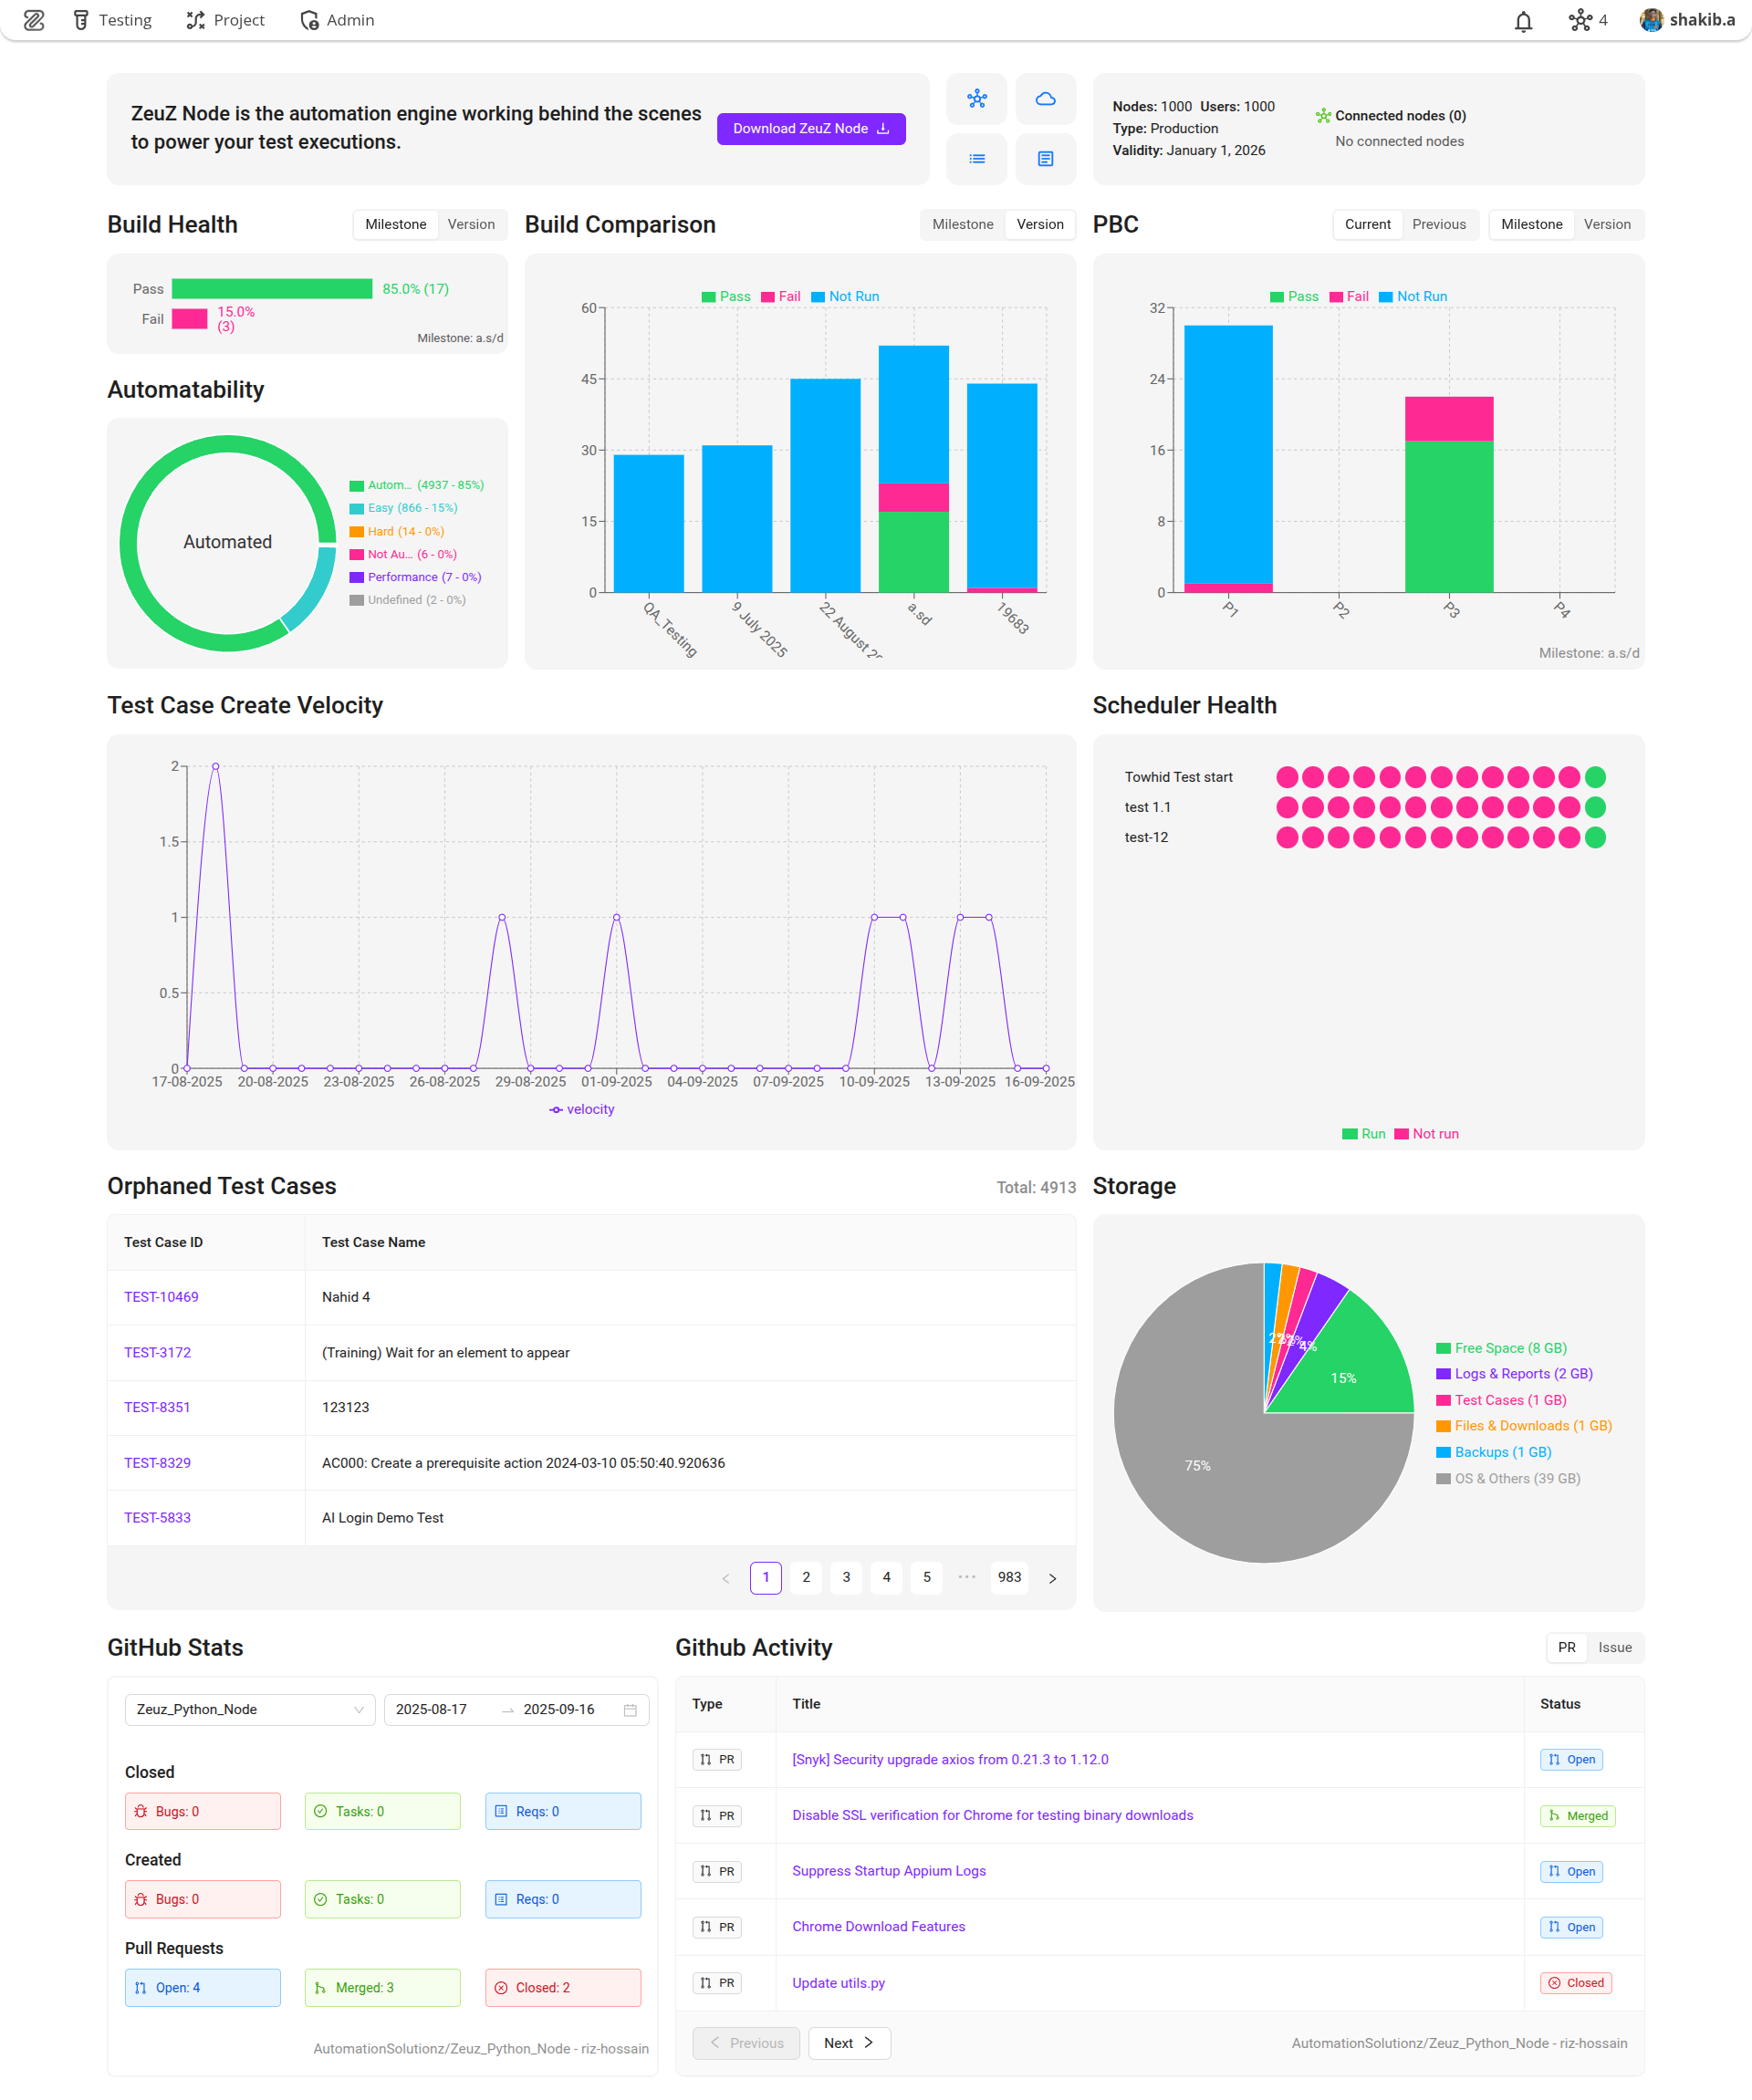 Testing
Project
Admin
4
shakib.a
ZeuZ Node is the automation engine working behind the scenes
to power your test executions.
Download ZeuZ Node
Nodes: 1000 Users: 1000
Type: Production
Validity: January 1, 2026
Connected nodes (0)
No connected nodes
Build Health
Milestone
Version
Pass
85.0% (17)
Fail
15.0%
(3)
Milestone: a.s/d
Automatability
Automated
Autom... (4937 - 85%)
Easy (866 - 15%)
Hard (14 - 0%)
Not Au... (6 - 0%)
Performance (7 - 0%)
Undefined (2 - 0%)
Build Comparison
Milestone
Version
Pass
Fail
Not Run
60
45
30
15
0
QA_Testing
9 July 2025
22 August
a.sd
19683
PBC
Current
Previous
Milestone
Version
Pass
Fail
Not Run
32
24
16
8
0
P1
P2
P3
P4
Milestone: a.s/d
Test Case Create Velocity
2
1.5
1
0.5
0
17-08-2025
20-08-2025
23-08-2025
26-08-2025
29-08-2025
01-09-2025
04-09-2025
07-09-2025
10-09-2025
13-09-2025
16-09-2025
velocity
Scheduler Health
Towhid Test start
test 1.1
test-12
Run
Not run
Orphaned Test Cases
Total: 4913
Test Case ID
Test Case Name
TEST-10469
Nahid 4
TEST-3172
(Training) Wait for an element to appear
TEST-8351
123123
TEST-8329
AC000: Create a prerequisite action 2024-03-10 05:50:40.920636
TEST-5833
AI Login Demo Test
1
2
3
4
5
•••
983
Storage
2%
2%
4%
15%
75%
Free Space (8 GB)
Logs & Reports (2 GB)
Test Cases (1 GB)
Files & Downloads (1 GB)
Backups (1 GB)
OS & Others (39 GB)
GitHub Stats
Zeuz_Python_Node
2025-08-17
2025-09-16
Closed
Bugs: 0
Tasks: 0
Reqs: 0
Created
Bugs: 0
Tasks: 0
Reqs: 0
Pull Requests
Open: 4
Merged: 3
Closed: 2
AutomationSolutionz/Zeuz_Python_Node - riz-hossain
Github Activity
PR
Issue
Type
Title
Status
PR
[Snyk] Security upgrade axios from 0.21.3 to 1.12.0
Open
PR
Disable SSL verification for Chrome for testing binary downloads
Merged
PR
Suppress Startup Appium Logs
Open
PR
Chrome Download Features
Open
PR
Update utils.py
Closed
Previous
Next
AutomationSolutionz/Zeuz_Python_Node - riz-hossain